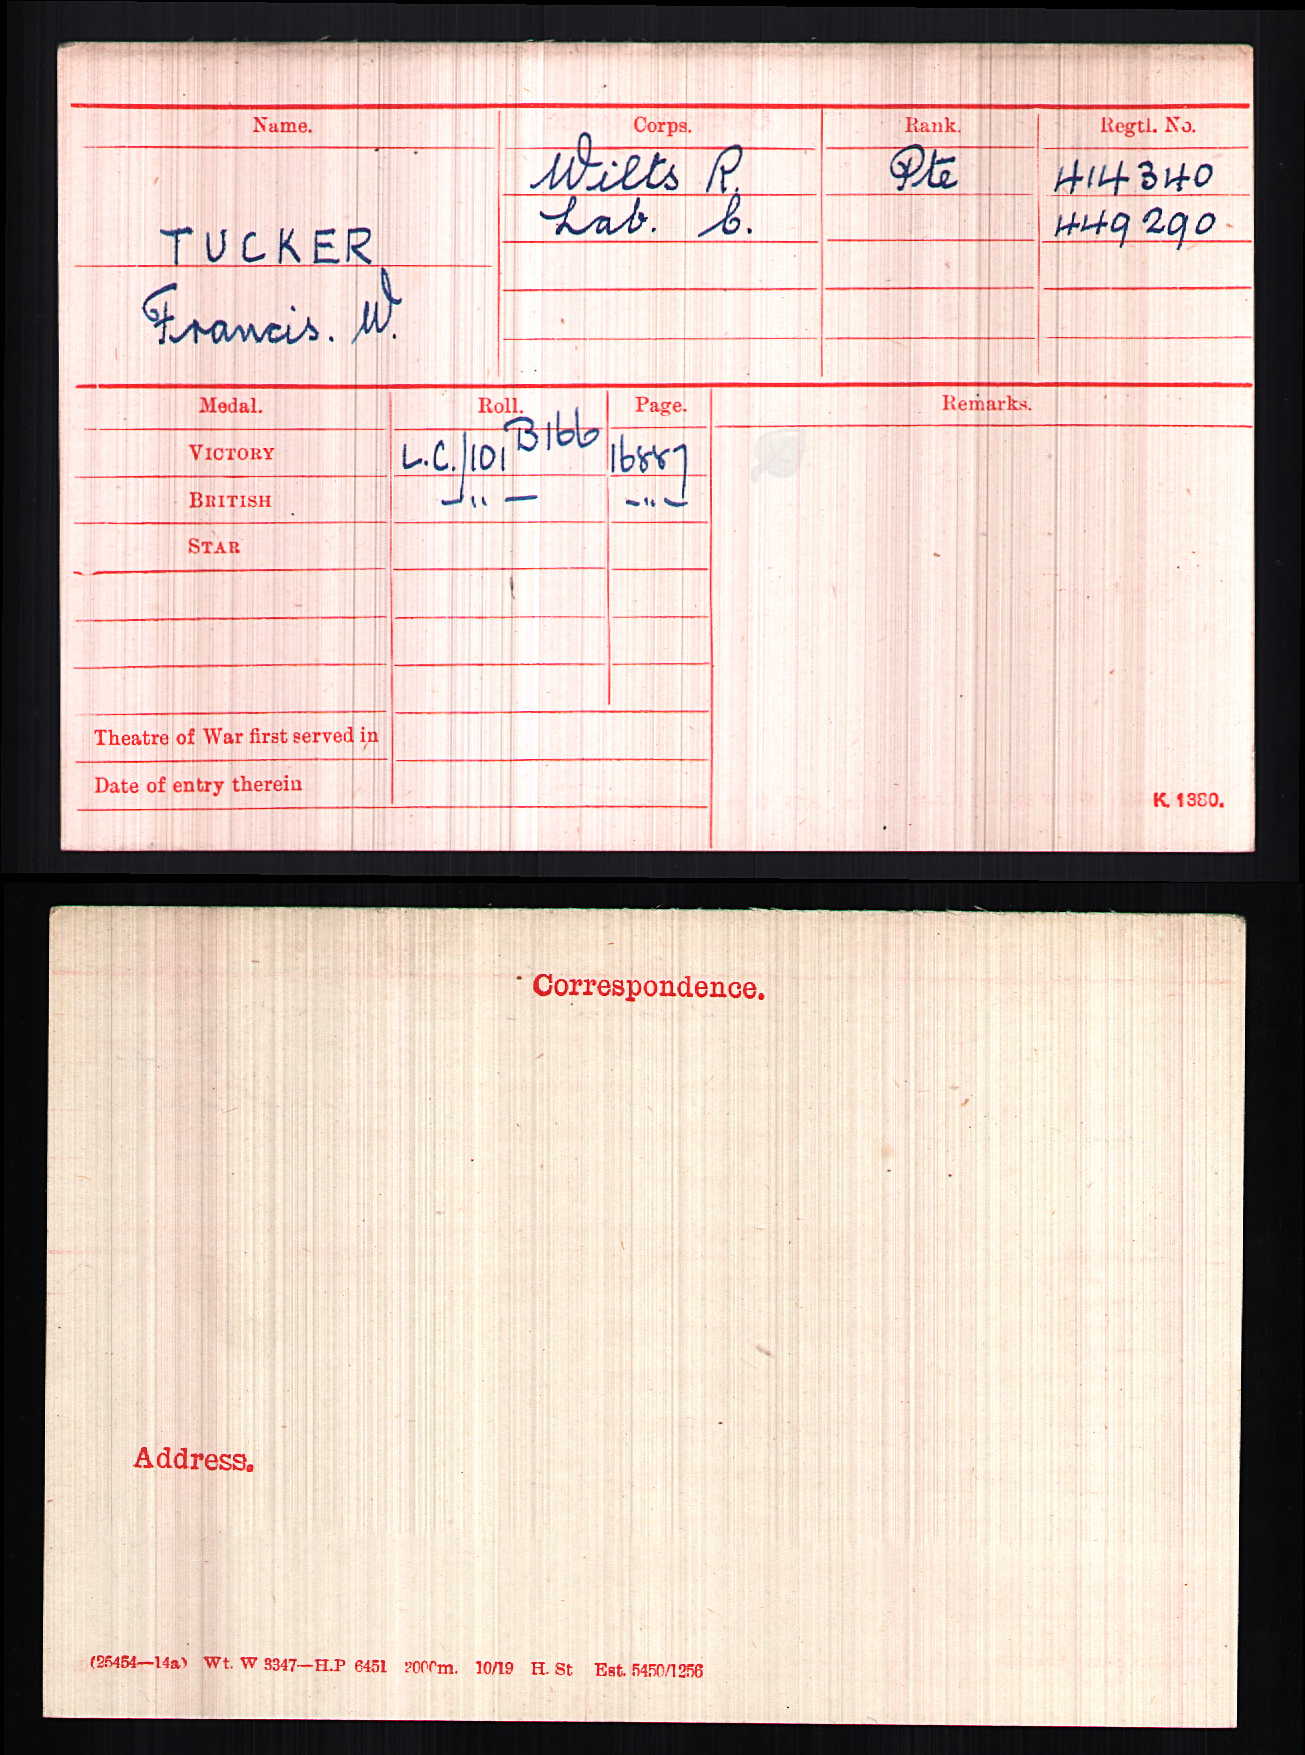 Name. Corps. Rank. Regtl. No.
Wilts R. Pte 414340
Lab. C. 449290
TUCKER
Francis. W.
Medal. Roll. Page. Remarks.
VICTORY L.C./101 B166 16887
BRITISH — " — — " —
STAR
Theatre of War first served in
Date of entry therein
K. 1380.
Correspondence.
Address.
(25454—14a) Wt. W 3347—H.P 6451 2000m. 10/19 H. St Est. 5450/1256